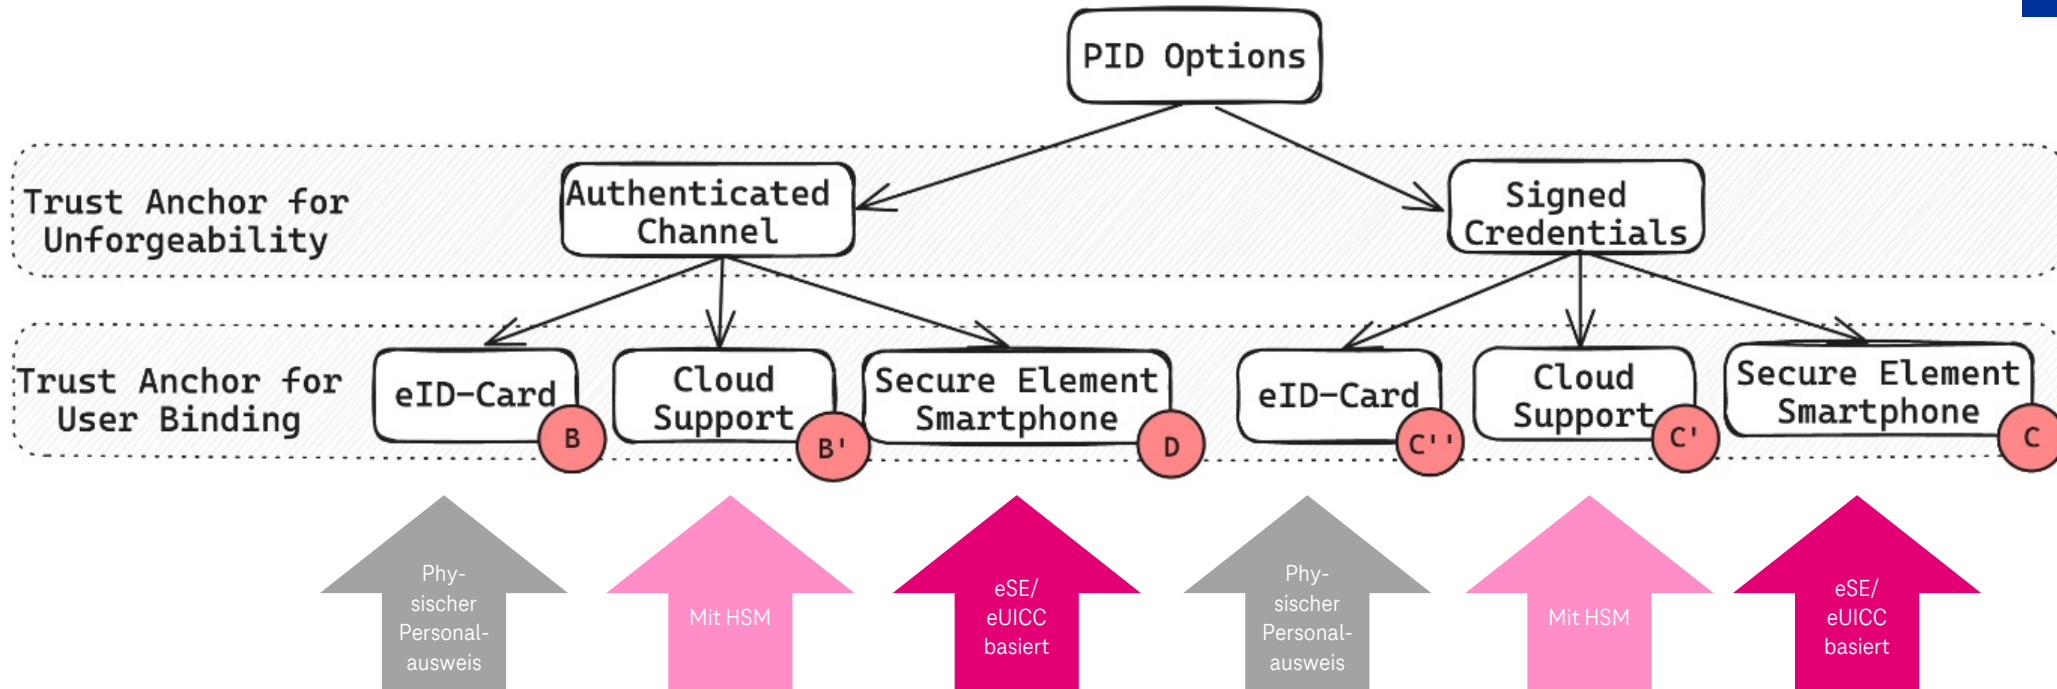 PID Options
Trust Anchor for
Unforgeability
Authenticated
Channel
Signed
Credentials
Trust Anchor for
User Binding
eID-Card
B
Cloud
Support
B'
Secure Element
Smartphone
D
eID-Card
C''
Cloud
Support
C'
Secure Element
Smartphone
C
Phy-
sischer
Personal-
ausweis
Mit HSM
eSE/
eUICC
basiert
Phy-
sischer
Personal-
ausweis
Mit HSM
eSE/
eUICC
basiert